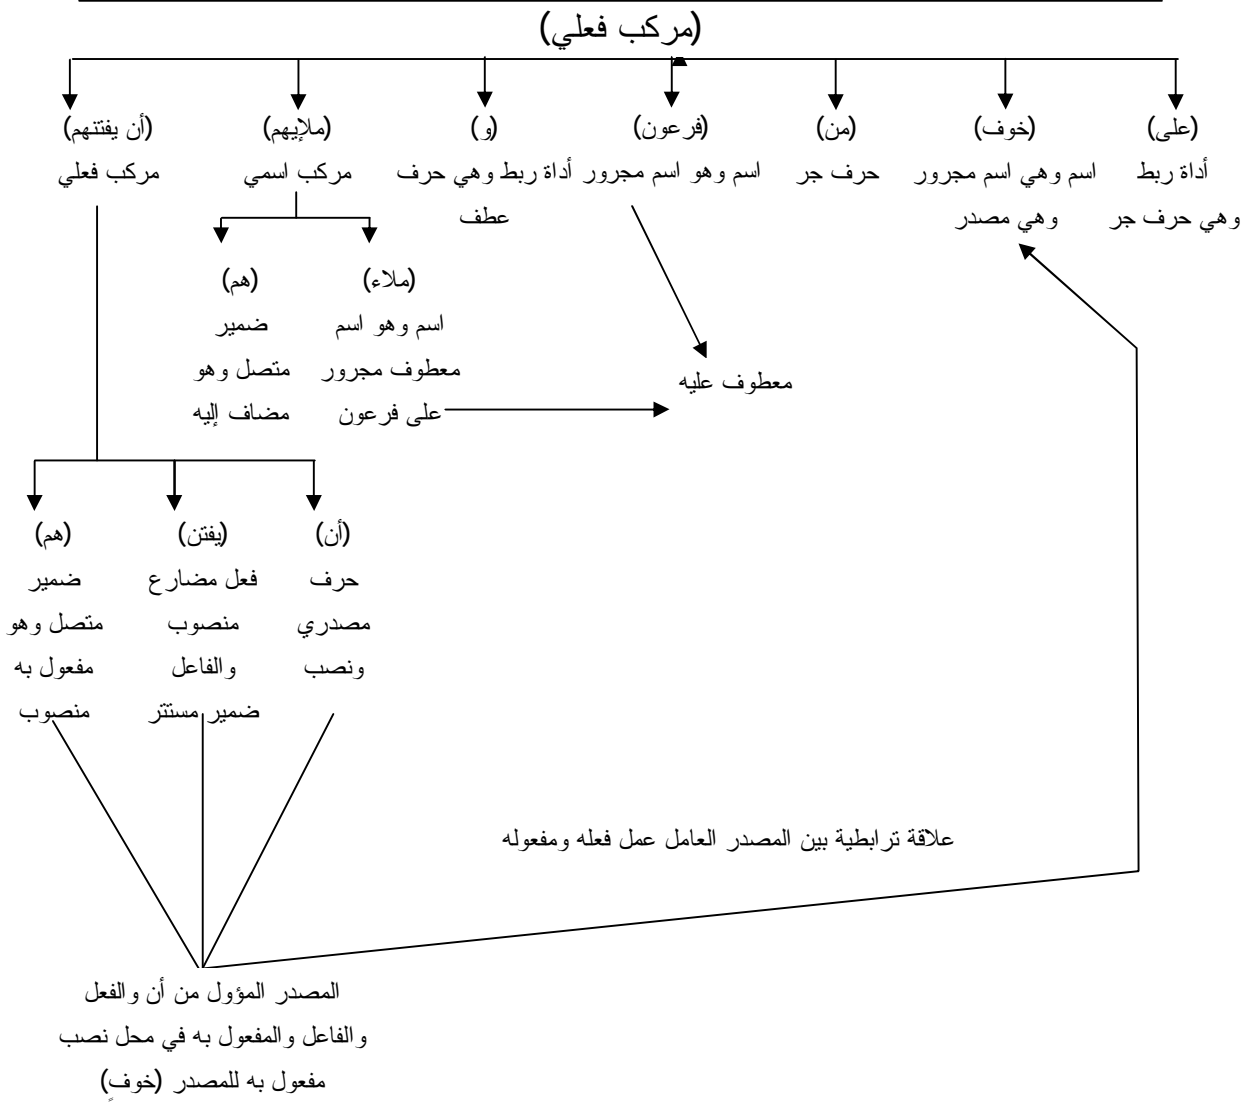 (مركب فعلي)
(على) (خوف) (من) (فرعون) (و) (ملإيهم) (أن يفتنهم)
أداة ربط اسم وهي اسم مجرور حرف جر اسم وهو اسم مجرور أداة ربط وهي حرف مركب اسمي مركب فعلي
وهي حرف جر وهي مصدر عطف
(ملاء) (هم)
اسم وهو اسم ضمير
معطوف مجرور متصل وهو
معطوف عليه
على فرعون مضاف إليه
(أن) (يفتن) (هم)
حرف فعل مضارع ضمير
مصدري منصوب متصل وهو
ونصب والفاعل مفعول به
ضمير مستتر منصوب
علاقة ترابطية بين المصدر العامل عمل فعله ومفعوله
المصدر المؤول من أن والفعل
والفاعل والمفعول به في محل نصب
مفعول به للمصدر (خوفٍ)